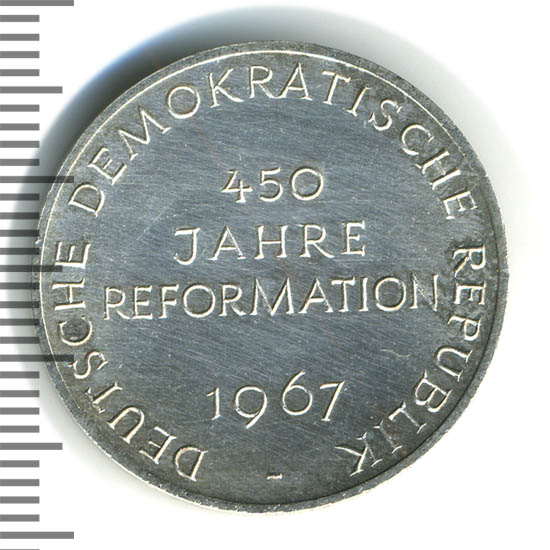 DEUTSCHE DEMOKRATISCHE REPUBLIK
450
JAHRE
REFORMATION
1967